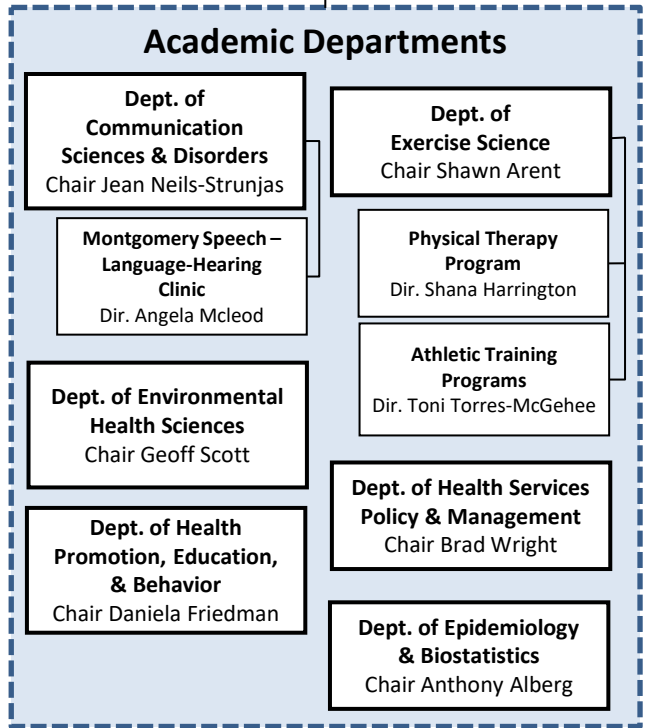 Academic Departments
Dept. of
Communication
Sciences & Disorders
Chair Jean Neils-Strunjas
Montgomery Speech –
Language-Hearing
Clinic
Dir. Angela Mcleod
Dept. of Environmental
Health Sciences
Chair Geoff Scott
Dept. of Health
Promotion, Education,
& Behavior
Chair Daniela Friedman
Dept. of
Exercise Science
Chair Shawn Arent
Physical Therapy
Program
Dir. Shana Harrington
Athletic Training
Programs
Dir. Toni Torres-McGehee
Dept. of Health Services
Policy & Management
Chair Brad Wright
Dept. of Epidemiology
& Biostatistics
Chair Anthony Alberg